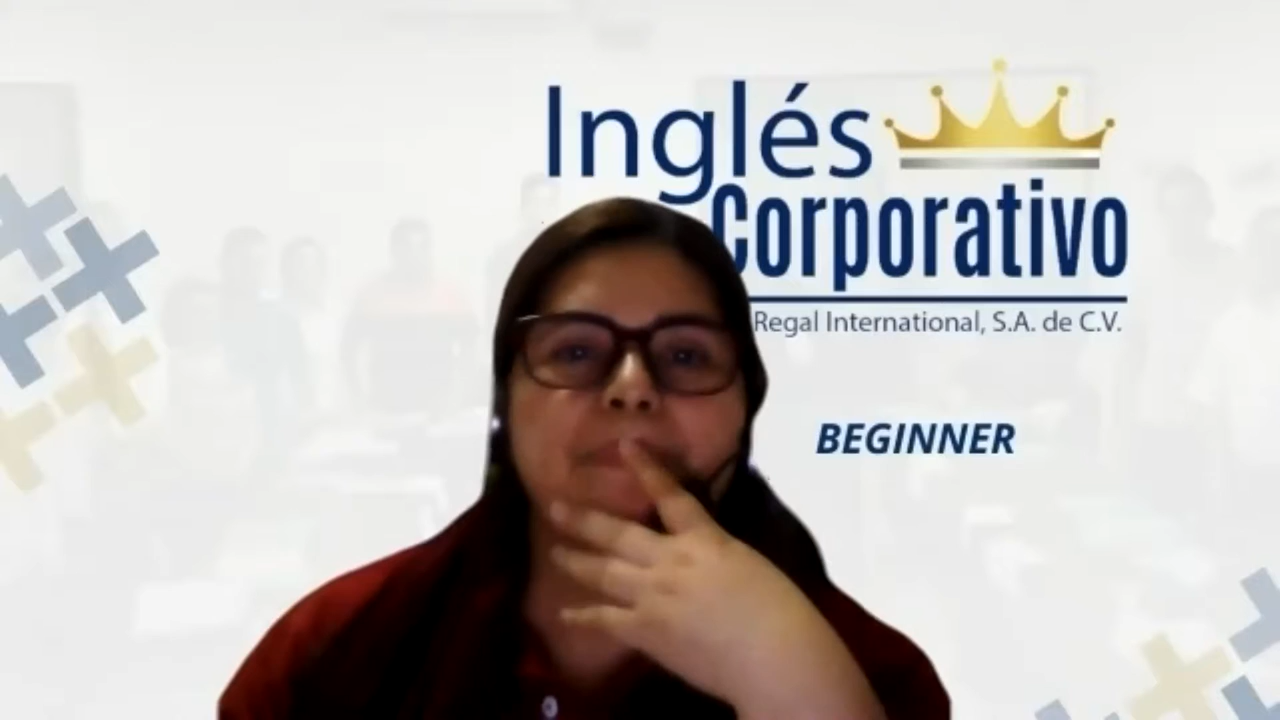 Inglés
Corporativo
Regal International, S.A. de C.V.
BEGINNER